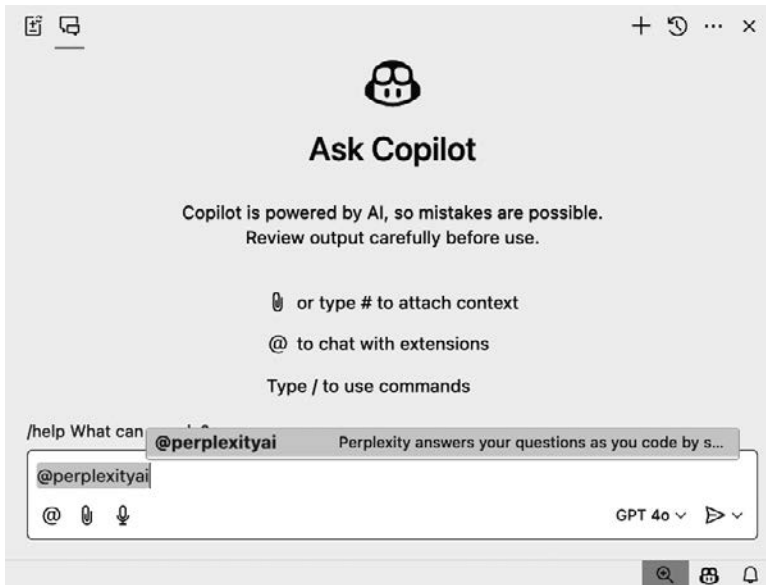 Ask Copilot
Copilot is powered by AI, so mistakes are possible.
Review output carefully before use.
or type # to attach context
@ to chat with extensions
Type / to use commands
/help What can
@perplexityai Perplexity answers your questions as you code by s...
@perplexityai
@ GPT 4o